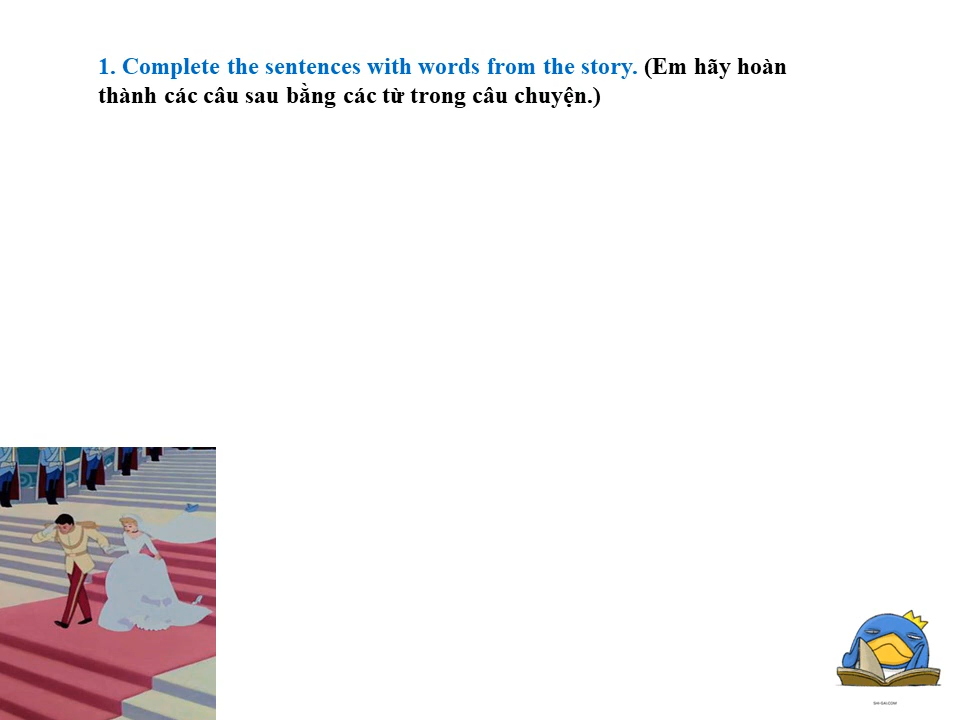 1. Complete the sentences with words from the story. (Em hãy hoàn
thành các câu sau bằng các từ trong câu chuyện.)